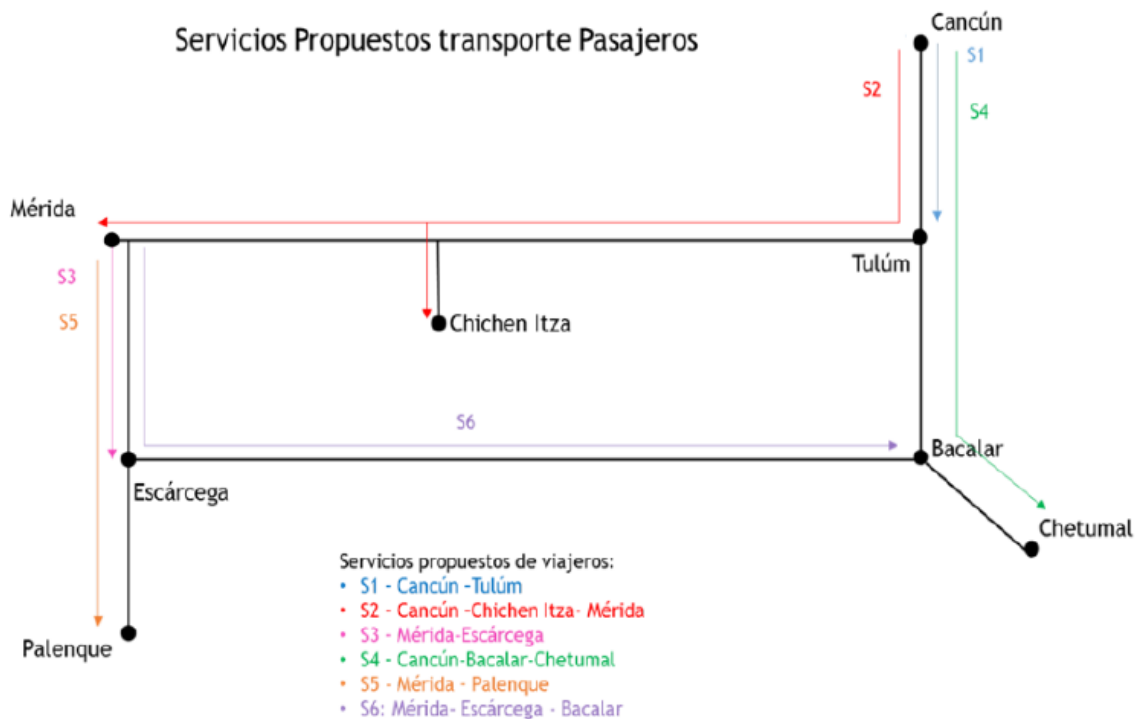 Servicios Propuestos transporte Pasajeros
Cancún
S1
S2
S4
Mérida
Tulúm
S3
S5
Chichen Itza
S6
Bacalar
Escárcega
Chetumal
Palenque
Servicios propuestos de viajeros:
• S1 - Cancún -Tulúm
• S2 - Cancún -Chichen Itza- Mérida
• S3 - Mérida-Escárcega
• S4 - Cancún-Bacalar-Chetumal
• S5 - Mérida - Palenque
• S6: Mérida- Escárcega - Bacalar